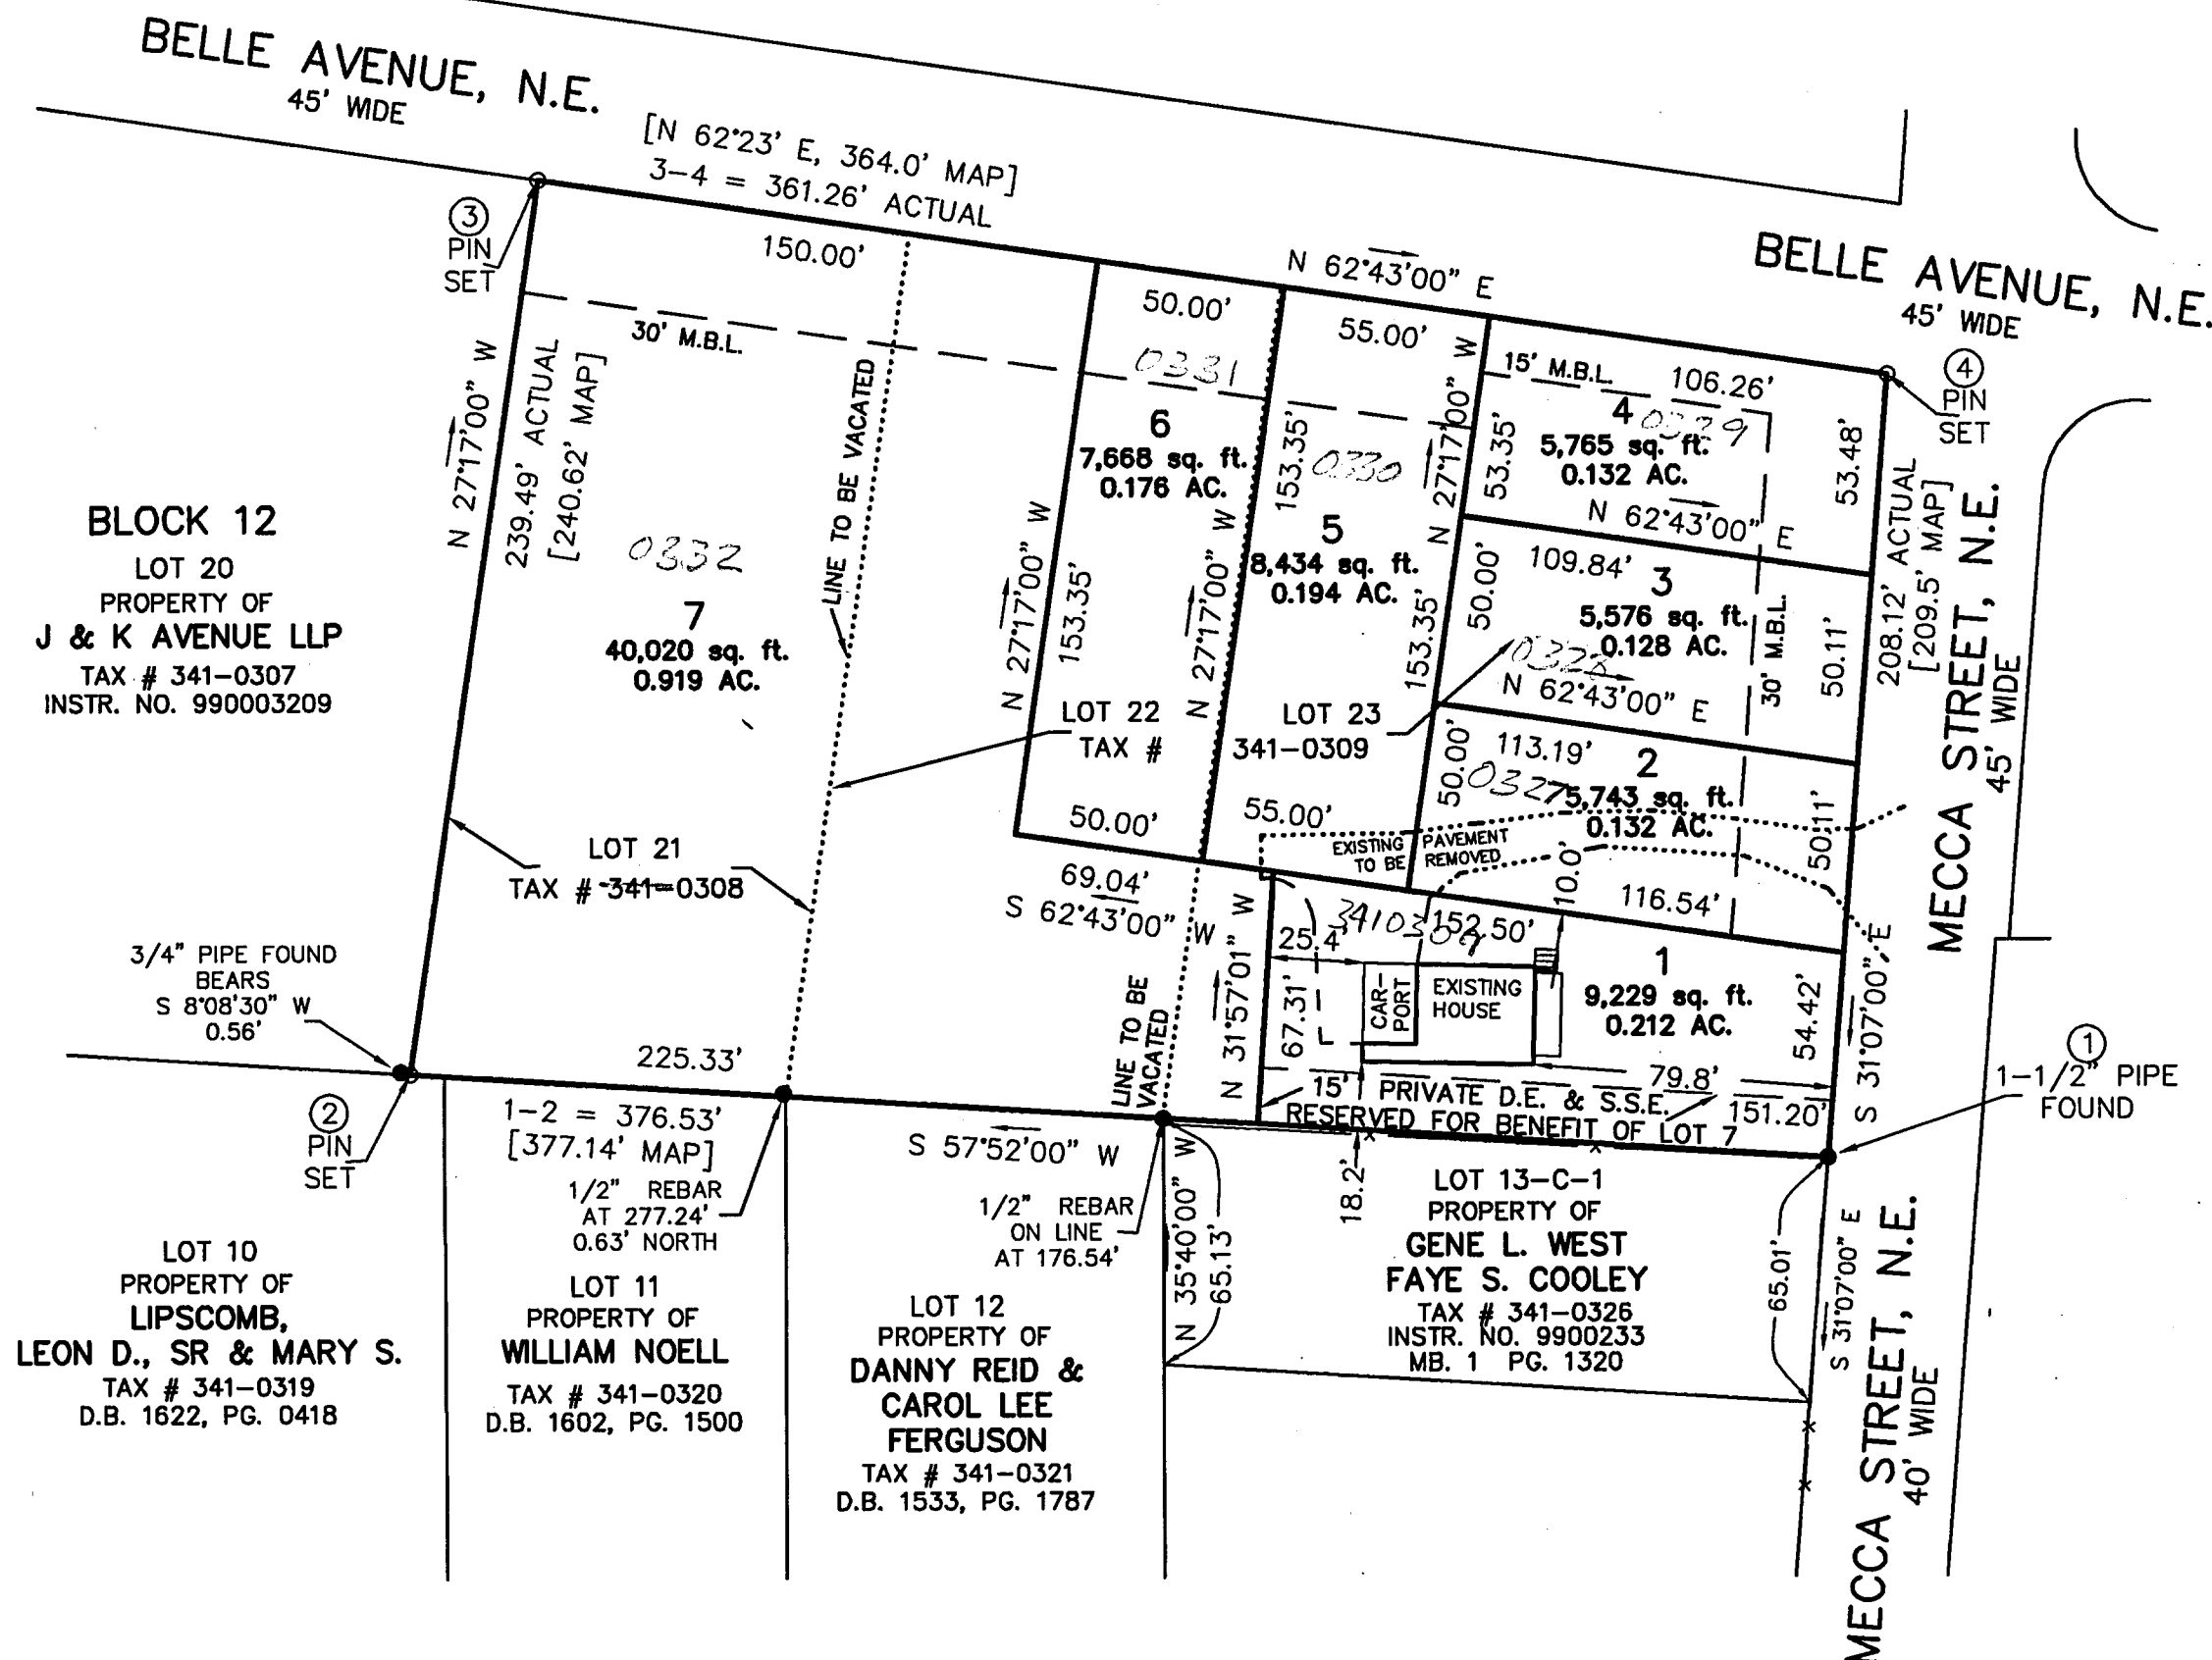 BELLE AVENUE, N.E.
45' WIDE
[N 62°23' E, 364.0' MAP]
3-4 = 361.26' ACTUAL
N 62°43'00" E
BELLE AVENUE, N.E.
45' WIDE
3
PIN
SET
4
PIN
SET
150.00'
30' M.B.L.
N 27°17'00" W
239.49' ACTUAL
[240.62' MAP]
LINE TO BE VACATED
0332
7
40,020 sq. ft.
0.919 AC.
50.00'
0331
6
7,668 sq. ft.
0.176 AC.
N 27°17'00" W
153.35'
50.00'
55.00'
153.35'
0330
5
8,434 sq. ft.
0.194 AC.
N 27°17'00" W
N 27°17'00" W
153.35'
55.00'
15' M.B.L.
106.26'
4
5,765 sq. ft.
0.132 AC.
53.35'
53.48'
N 62°43'00" E
109.84'
3
5,576 sq. ft.
0.128 AC.
0328
50.00'
50.11'
30' M.B.L.
N 62°43'00" E
113.19'
2
0327
5,743 sq. ft.
0.132 AC.
50.00'
50.11'
208.12' ACTUAL
[209.5' MAP]
MECCA STREET, N.E.
45' WIDE
BLOCK 12
LOT 20
PROPERTY OF
J & K AVENUE LLP
TAX # 341-0307
INSTR. NO. 990003209
LOT 22
TAX #
LOT 23
341-0309
LOT 21
TAX # 341-0308
EXISTING PAVEMENT
TO BE REMOVED
10.0'
116.54'
69.04'
S 62°43'00" W
3410309
152.50'
25.4'
N 31°57'01" W
67.31'
CAR-
PORT
EXISTING
HOUSE
1
9,229 sq. ft.
0.212 AC.
54.42'
S 31°07'00" E
79.8'
15' PRIVATE D.E. & S.S.E.
RESERVED FOR BENEFIT OF LOT 7
151.20'
LINE TO BE
VACATED
3/4" PIPE FOUND
BEARS
S 8°08'30" W
0.56'
225.33'
2
PIN
SET
1-2 = 376.53'
[377.14' MAP]
S 57°52'00" W
1
1-1/2" PIPE
FOUND
1/2" REBAR
AT 277.24'
0.63' NORTH
1/2" REBAR
ON LINE
AT 176.54'
N 35°40'00" W
65.13'
18.2'
LOT 13-C-1
PROPERTY OF
GENE L. WEST
FAYE S. COOLEY
TAX # 341-0326
INSTR. NO. 9900233
MB. 1 PG. 1320
65.01'
S 31°07'00" E
MECCA STREET, N.E.
40' WIDE
LOT 10
PROPERTY OF
LIPSCOMB,
LEON D., SR & MARY S.
TAX # 341-0319
D.B. 1622, PG. 0418
LOT 11
PROPERTY OF
WILLIAM NOELL
TAX # 341-0320
D.B. 1602, PG. 1500
LOT 12
PROPERTY OF
DANNY REID &
CAROL LEE
FERGUSON
TAX # 341-0321
D.B. 1533, PG. 1787